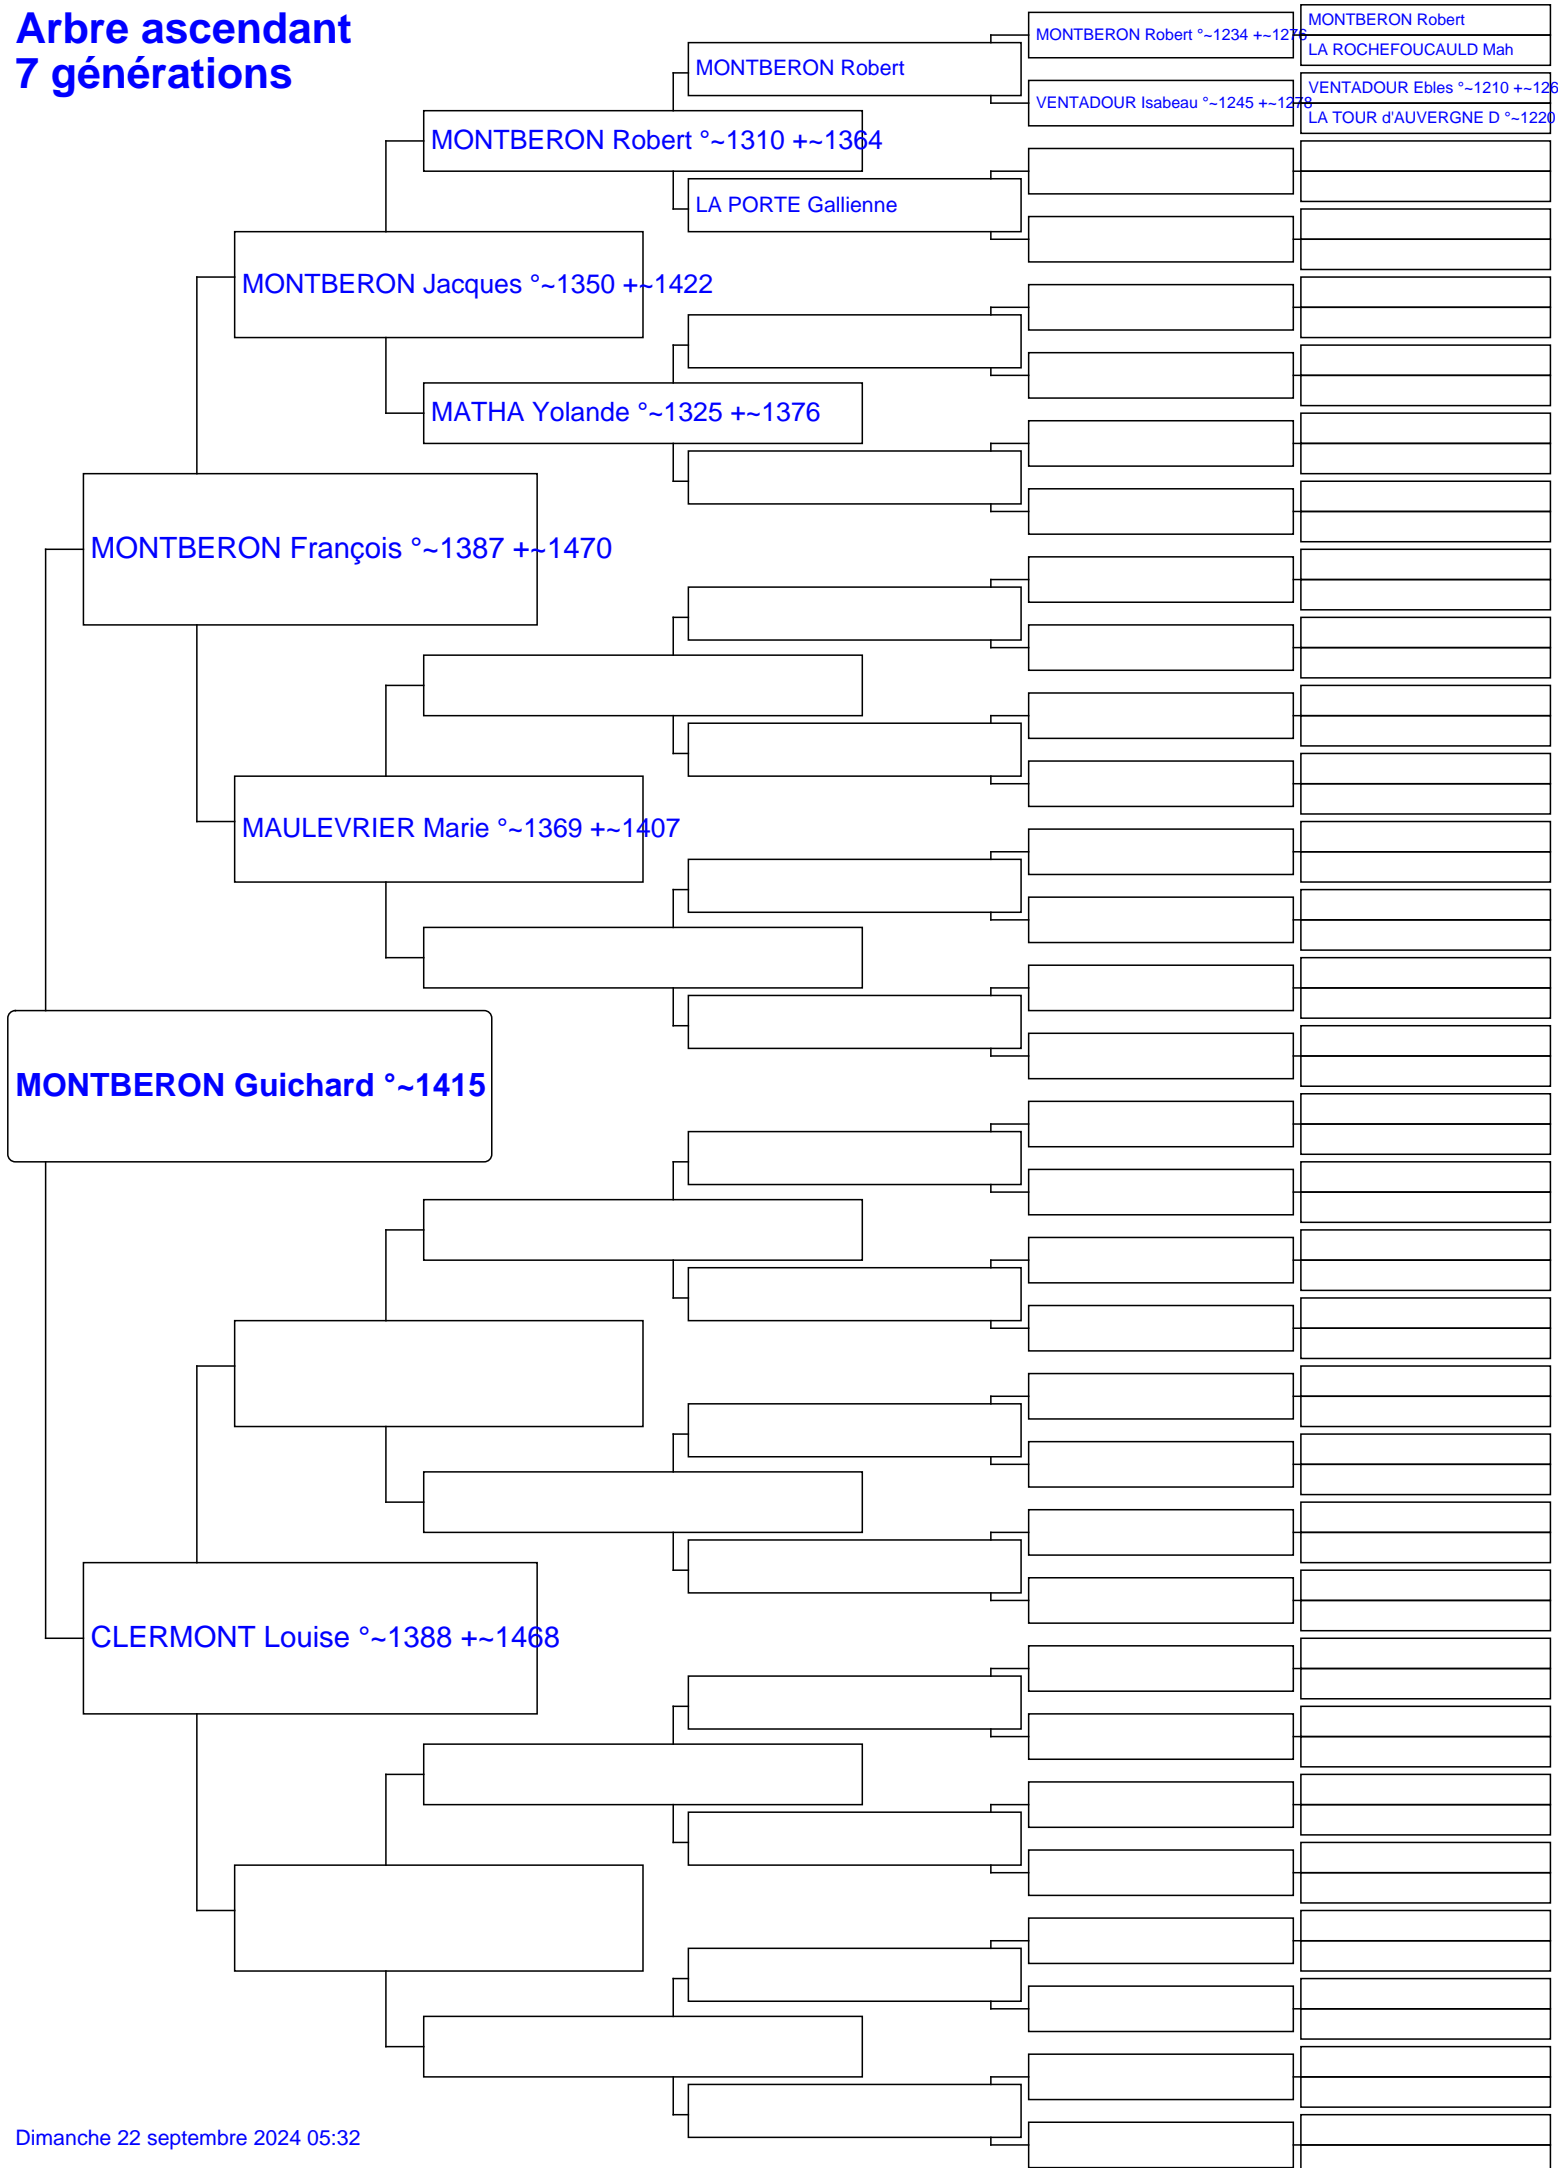 Arbre ascendant
7 générations
MONTBERON Robert
MONTBERON Robert °~1234 +~1276
LA ROCHEFOUCAULD Mah
MONTBERON Robert
VENTADOUR Ebles °~1210 +~126
VENTADOUR Isabeau °~1245 +~1278
LA TOUR d'AUVERGNE D °~1220
MONTBERON Robert °~1310 +~1364
LA PORTE Gallienne
MONTBERON Jacques °~1350 +~1422
MATHA Yolande °~1325 +~1376
MONTBERON François °~1387 +~1470
MAULEVRIER Marie °~1369 +~1407
MONTBERON Guichard °~1415
CLERMONT Louise °~1388 +~1468
Dimanche 22 septembre 2024 05:32